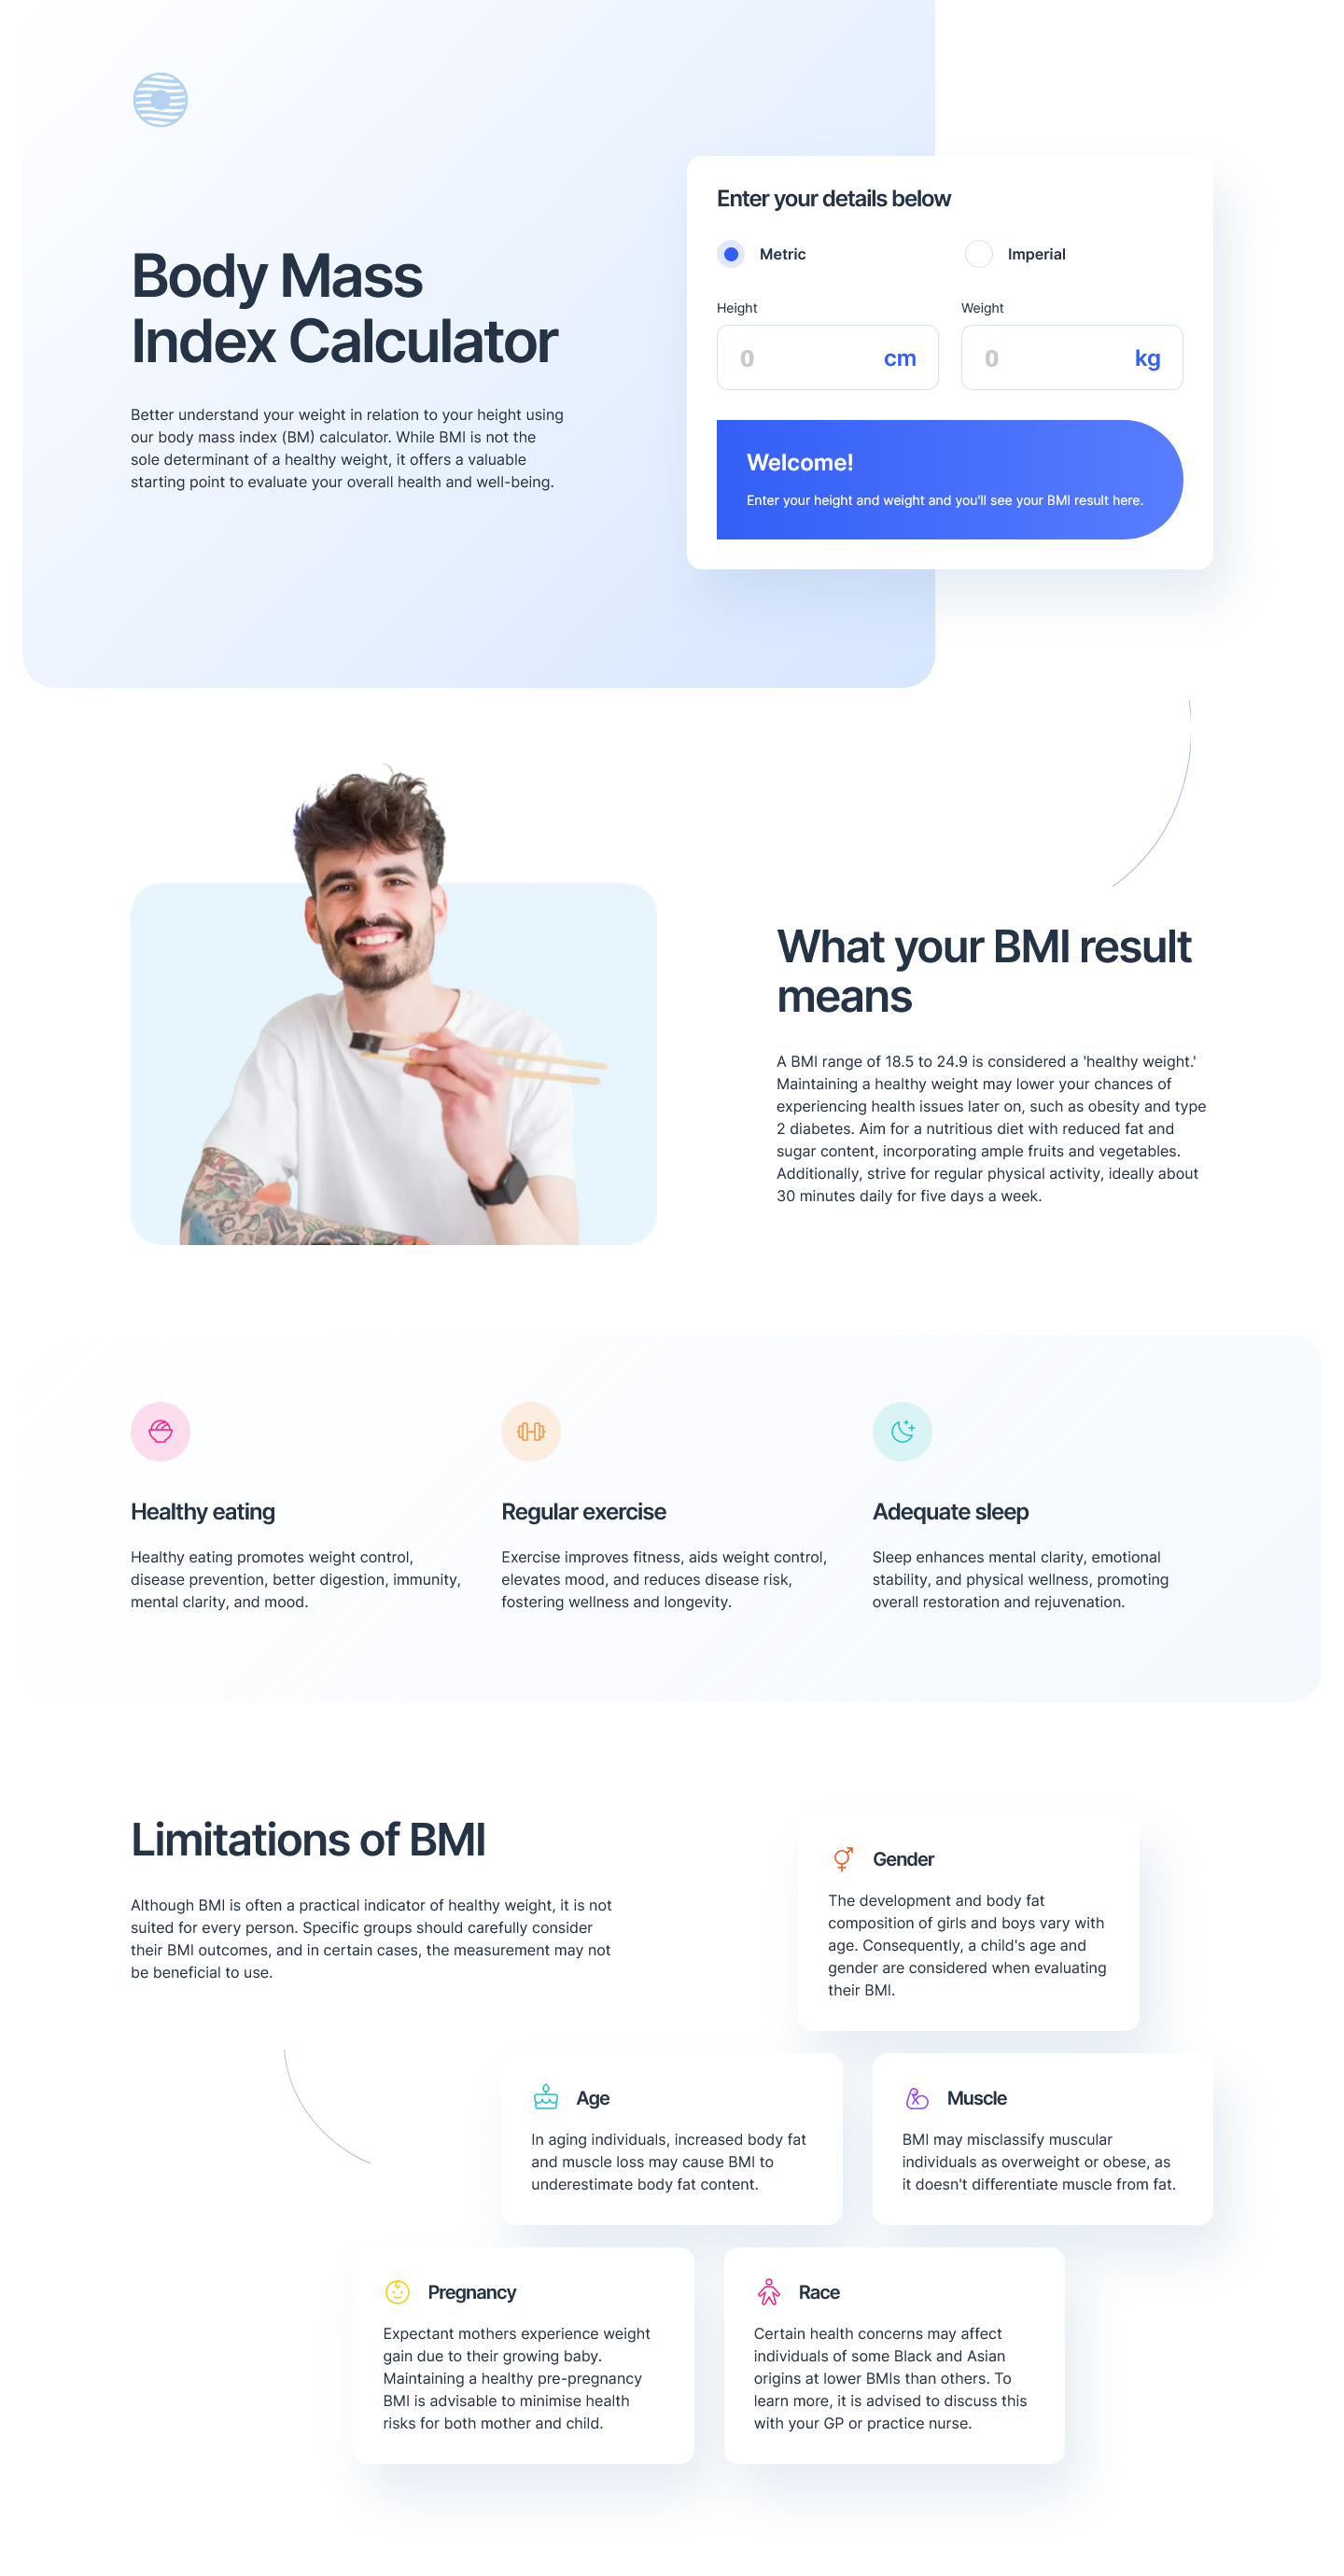 Body Mass
Index Calculator
Better understand your weight in relation to your height using
our body mass index (BM) calculator. While BMI is not the
sole determinant of a healthy weight, it offers a valuable
starting point to evaluate your overall health and well-being.
Enter your details below
Metric
Imperial
Height
Weight
0 cm
0 kg
Welcome!
Enter your height and weight and you'll see your BMI result here.
What your BMI result
means
A BMI range of 18.5 to 24.9 is considered a 'healthy weight.'
Maintaining a healthy weight may lower your chances of
experiencing health issues later on, such as obesity and type
2 diabetes. Aim for a nutritious diet with reduced fat and
sugar content, incorporating ample fruits and vegetables.
Additionally, strive for regular physical activity, ideally about
30 minutes daily for five days a week.
Healthy eating
Healthy eating promotes weight control,
disease prevention, better digestion, immunity,
mental clarity, and mood.
Regular exercise
Exercise improves fitness, aids weight control,
elevates mood, and reduces disease risk,
fostering wellness and longevity.
Adequate sleep
Sleep enhances mental clarity, emotional
stability, and physical wellness, promoting
overall restoration and rejuvenation.
Limitations of BMI
Although BMI is often a practical indicator of healthy weight, it is not
suited for every person. Specific groups should carefully consider
their BMI outcomes, and in certain cases, the measurement may not
be beneficial to use.
Gender
The development and body fat
composition of girls and boys vary with
age. Consequently, a child's age and
gender are considered when evaluating
their BMI.
Age
In aging individuals, increased body fat
and muscle loss may cause BMI to
underestimate body fat content.
Muscle
BMI may misclassify muscular
individuals as overweight or obese, as
it doesn't differentiate muscle from fat.
Pregnancy
Expectant mothers experience weight
gain due to their growing baby.
Maintaining a healthy pre-pregnancy
BMI is advisable to minimise health
risks for both mother and child.
Race
Certain health concerns may affect
individuals of some Black and Asian
origins at lower BMIs than others. To
learn more, it is advised to discuss this
with your GP or practice nurse.